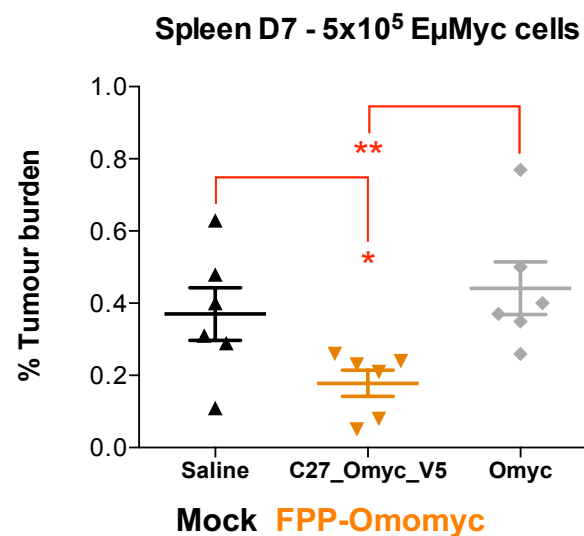 Spleen D7 - 5x10⁵ EµMyc cells
% Tumour burden
1.0
0.8
0.6
0.4
0.2
0.0
**
*
Saline C27_Omyc_V5 Omyc
Mock FPP-Omomyc